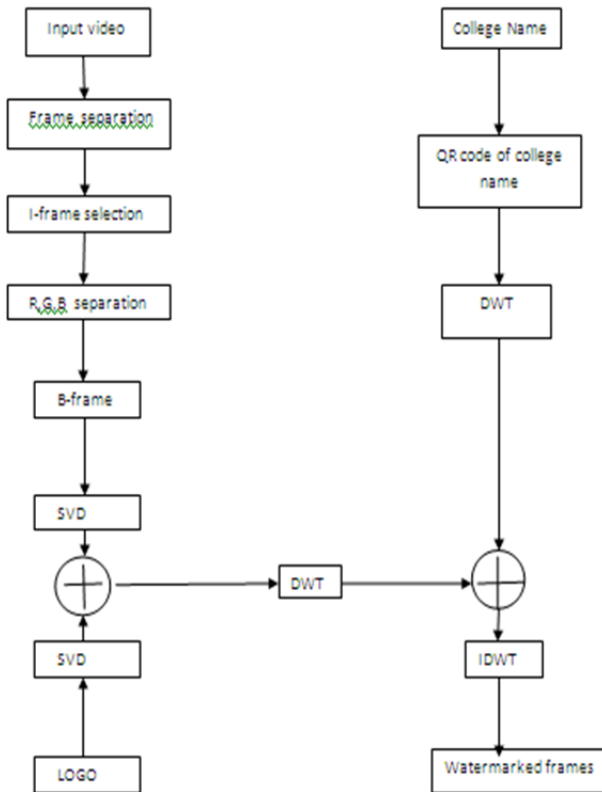 Input video
Frame separation
I-frame selection
R,G,B separation
B-frame
SVD
SVD
LOGO
DWT
College Name
QR code of college
name
DWT
IDWT
Watermarked frames